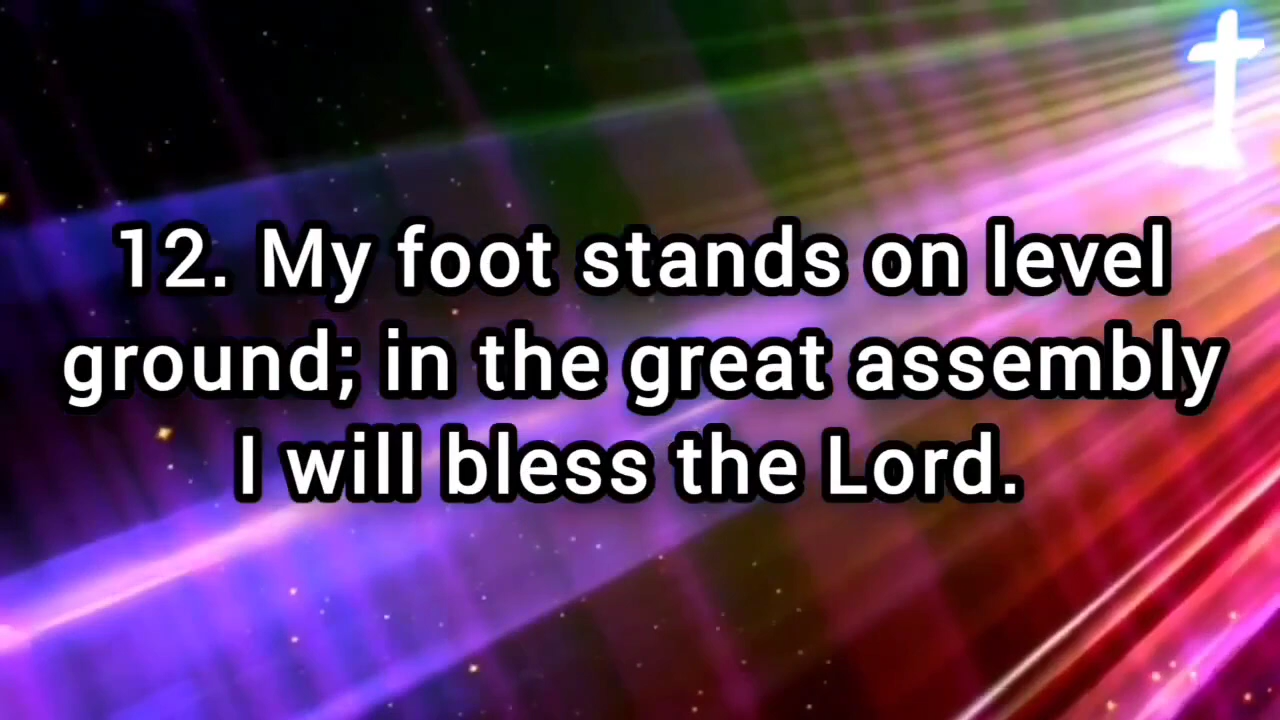 12. My foot stands on level
ground; in the great assembly
I will bless the Lord.